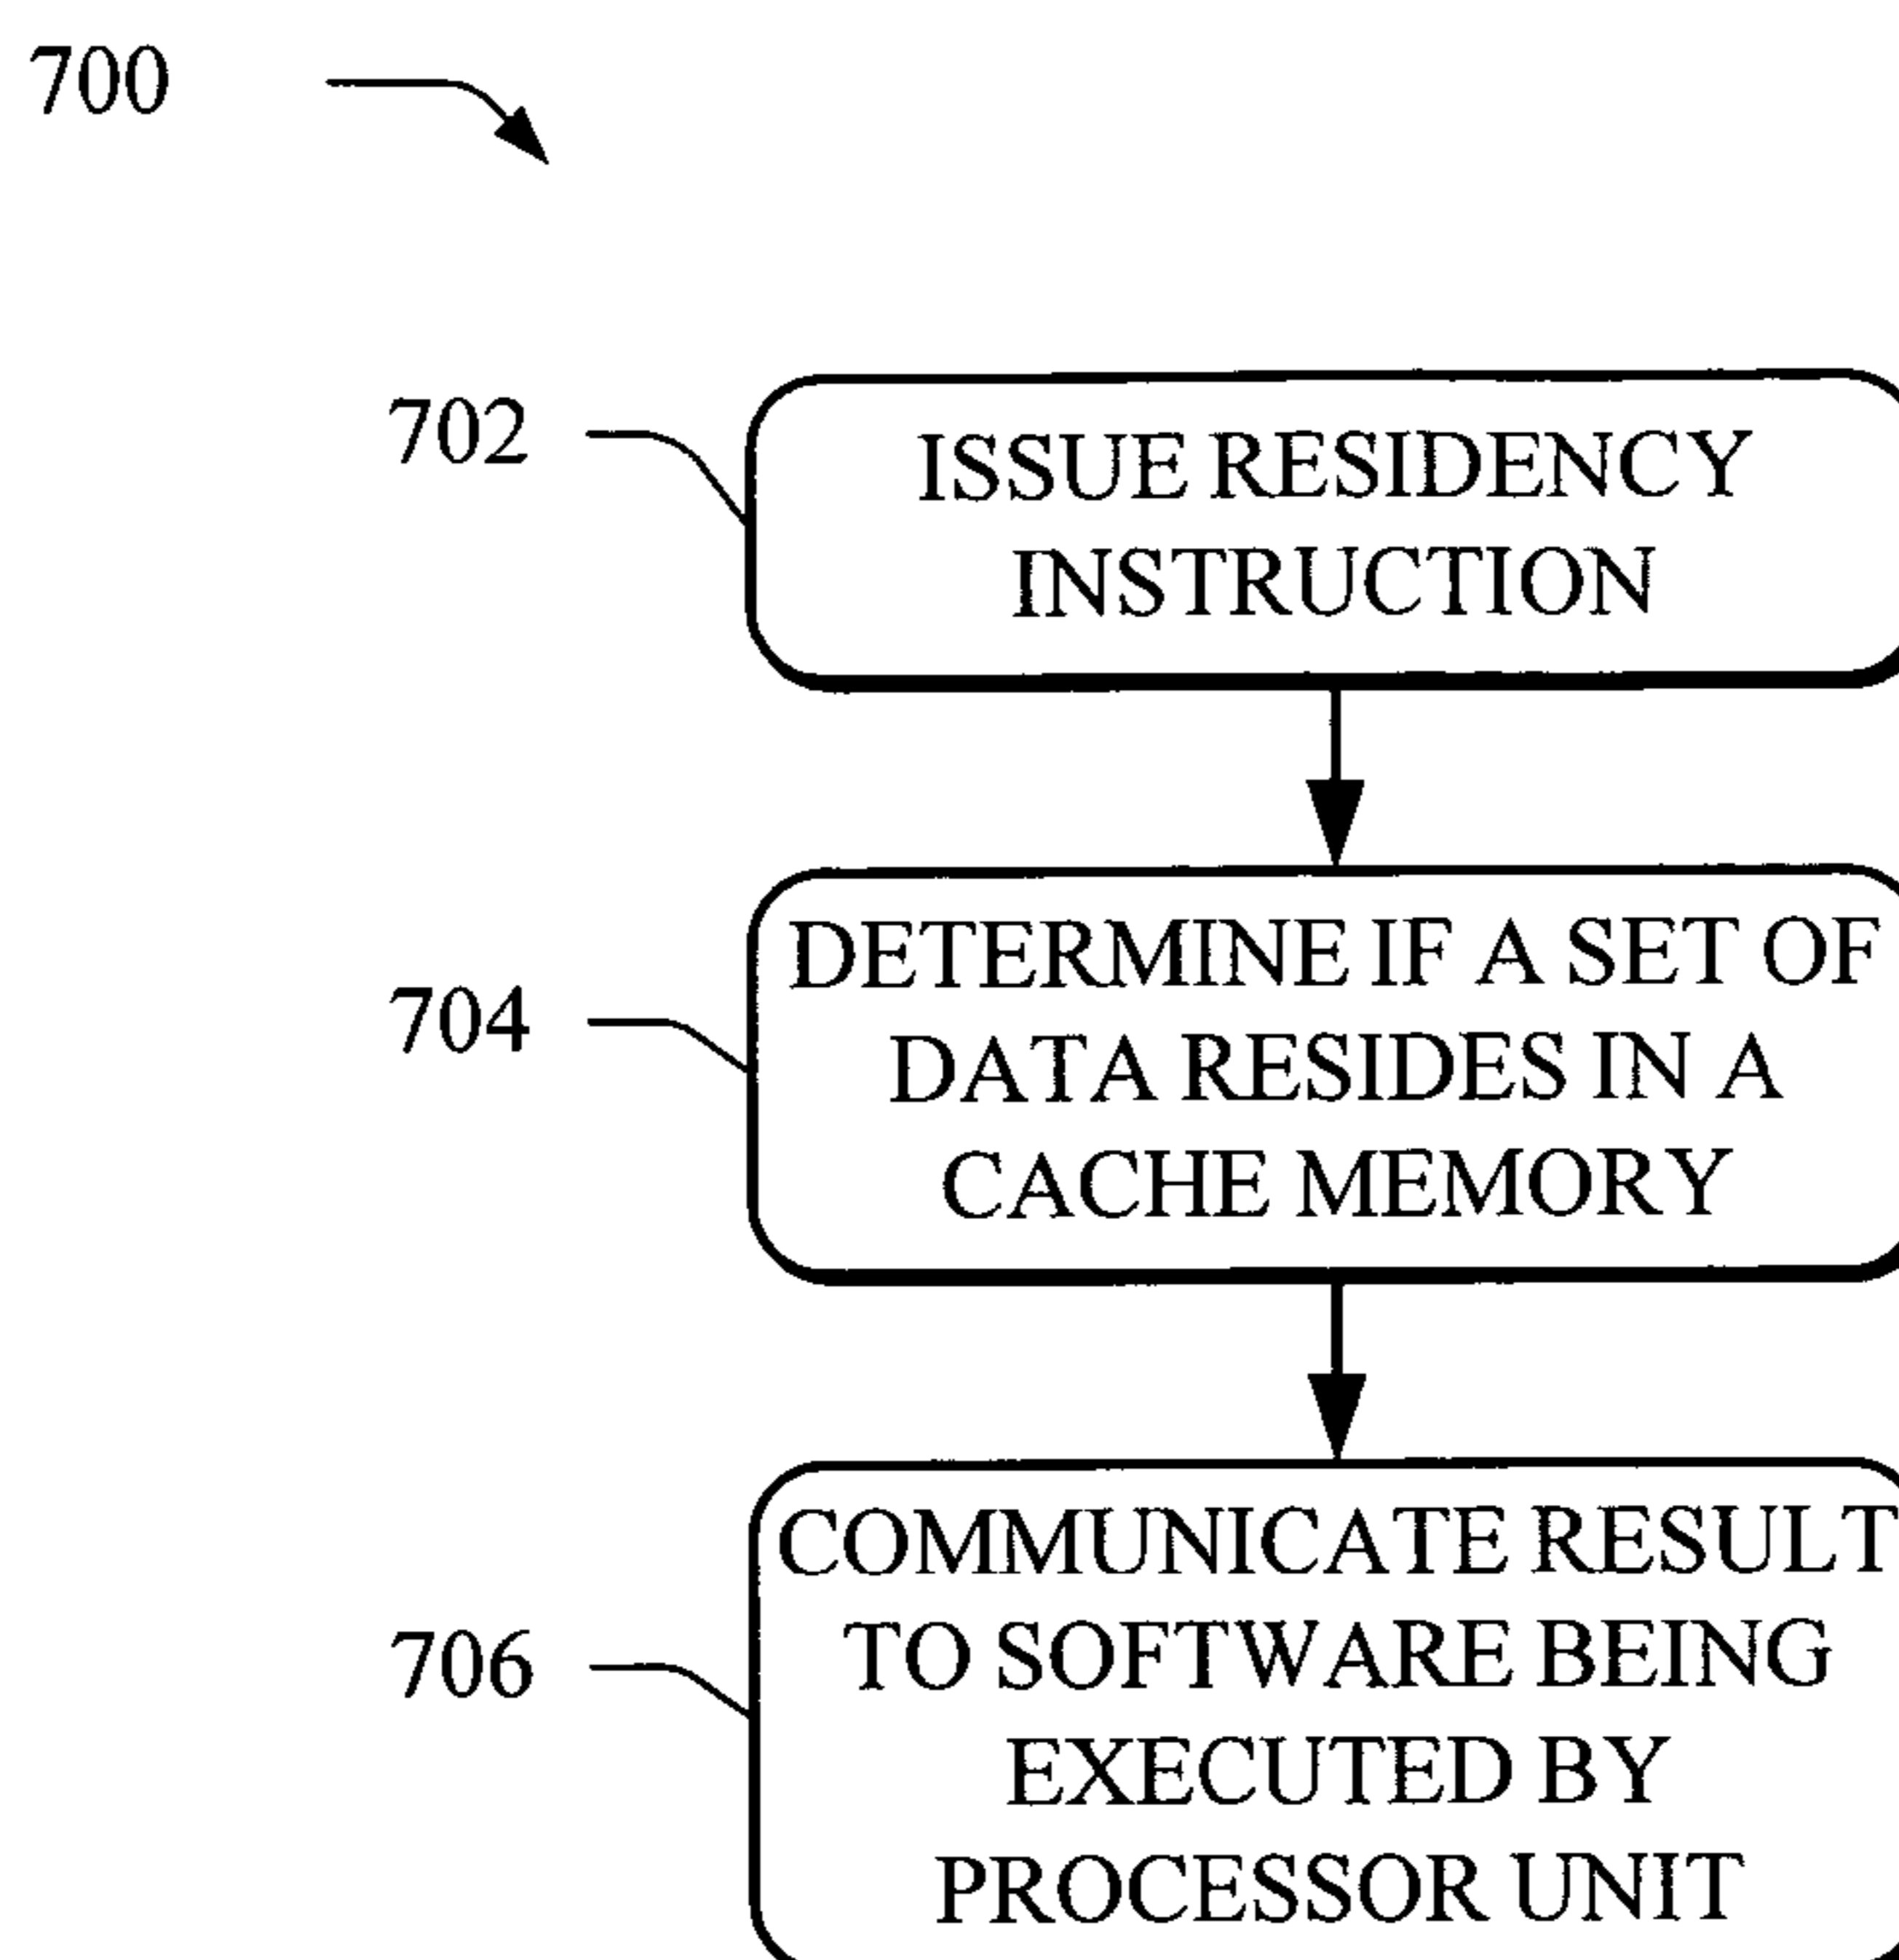 700
702
ISSUE RESIDENCY
INSTRUCTION
704
DETERMINE IF A SET OF
DATA RESIDES IN A
CACHE MEMORY
706
COMMUNICATE RESULT
TO SOFTWARE BEING
EXECUTED BY
PROCESSOR UNIT